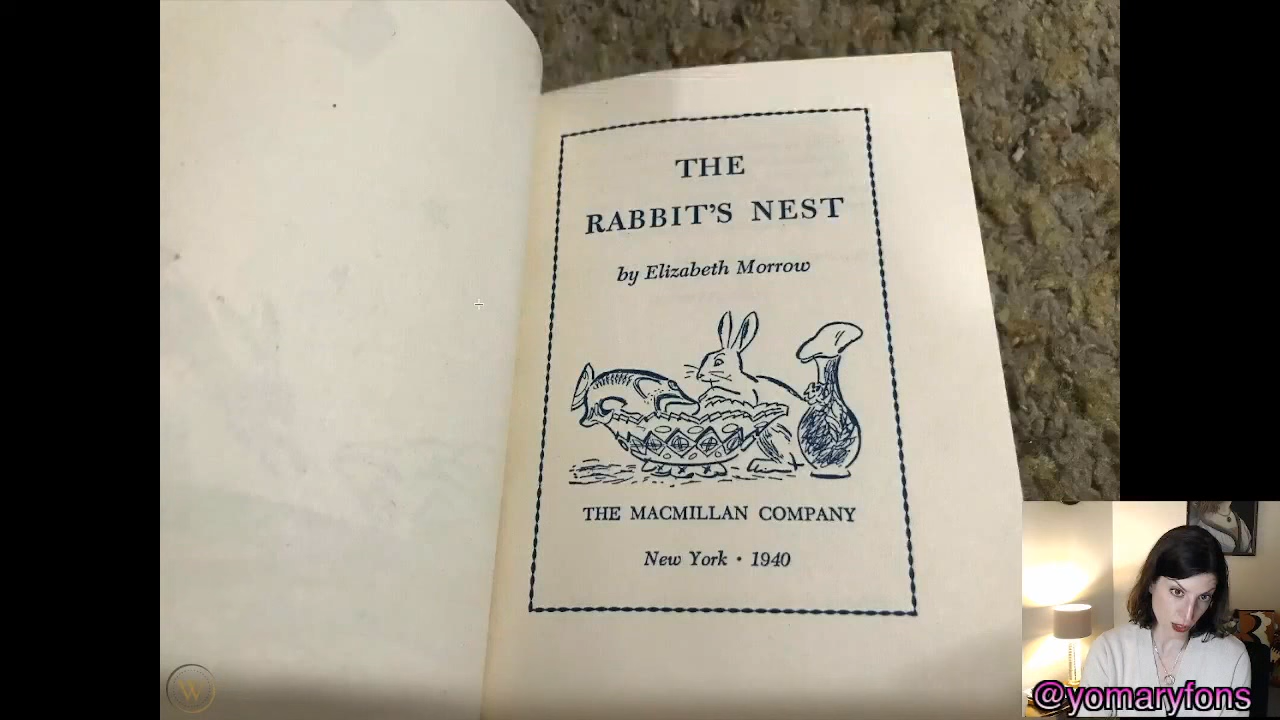 THE
RABBIT'S NEST
by Elizabeth Morrow
THE MACMILLAN COMPANY
New York • 1940
W
@yomaryfons